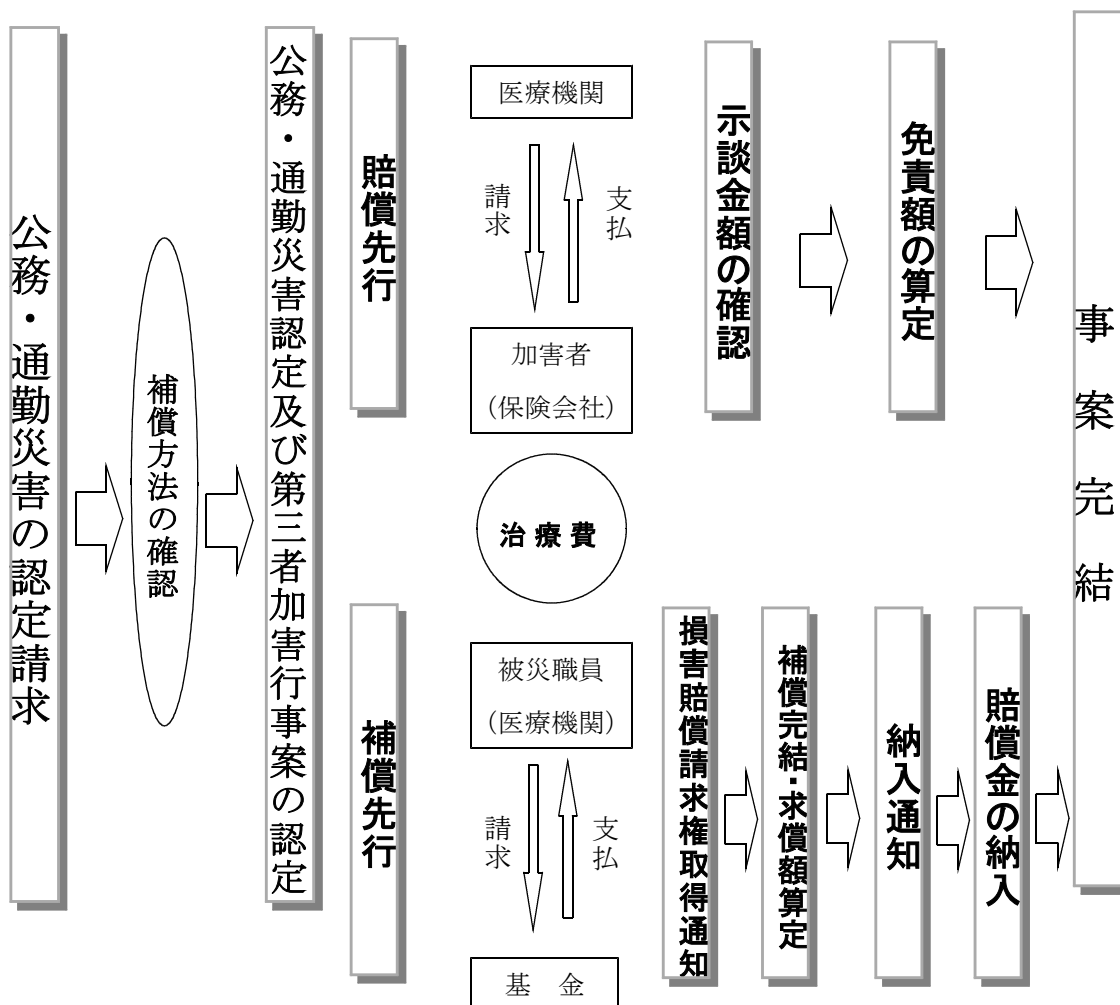 公務・通勤災害の認定請求
補償方法の確認
公務・通勤災害認定及び第三者加害行事案の認定
賠償先行
医療機関
請求
支払
加害者
（保険会社）
示談金額の確認
免責額の算定
治療費
補償先行
被災職員
（医療機関）
請求
支払
基　金
損害賠償請求権取得通知
補償完結・求償額算定
納入通知
賠償金の納入
事案完結